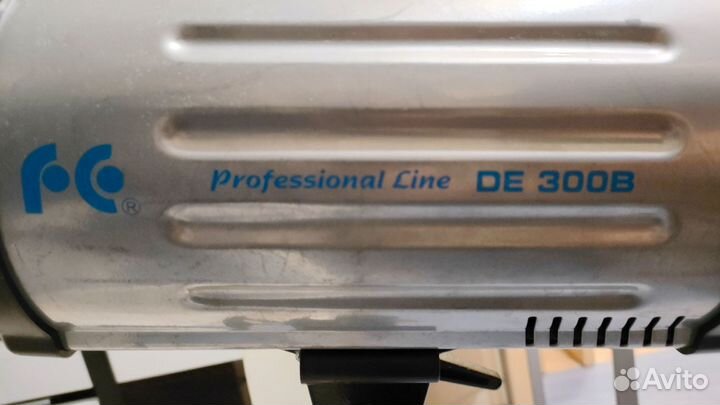 FC® Professional Line DE 300B
Avito